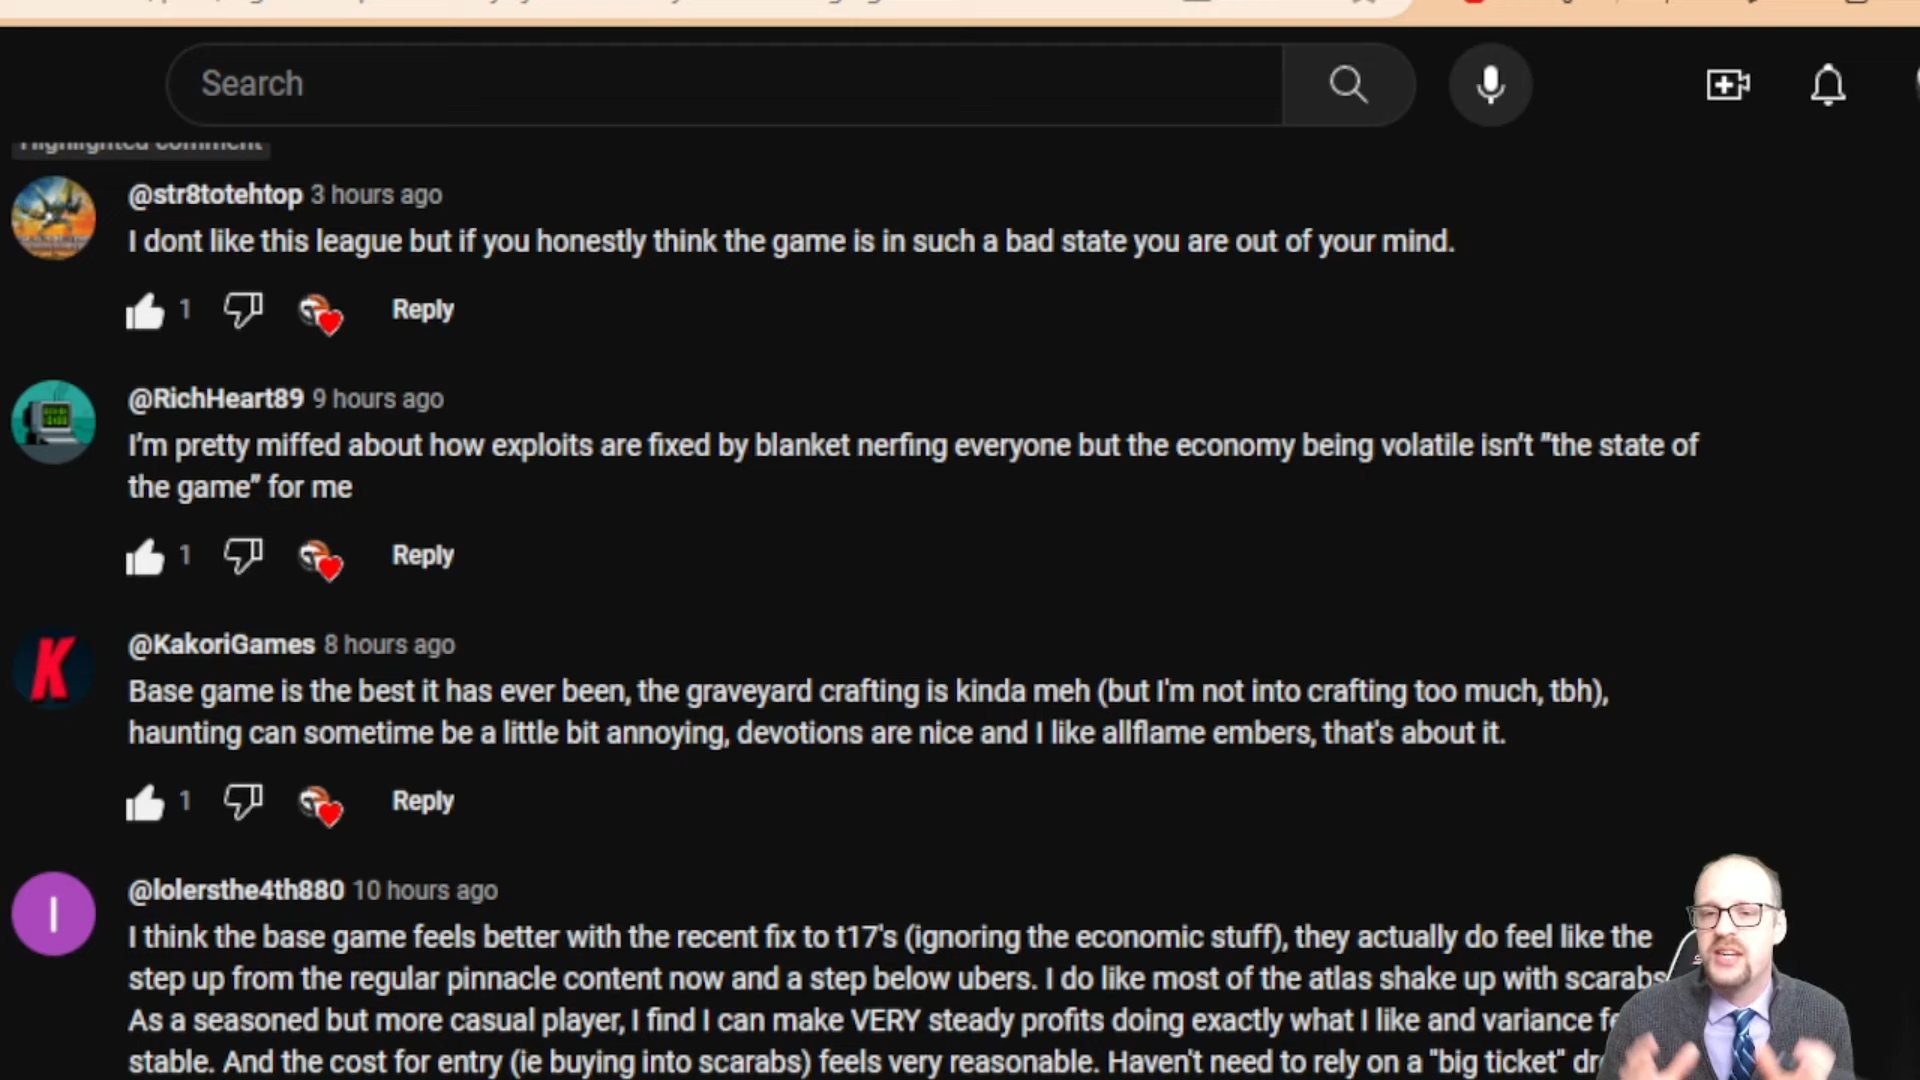 Search
Highlighted comment
@str8totehtop 3 hours ago
I dont like this league but if you honestly think the game is in such a bad state you are out of your mind.
1 Reply
@RichHeart89 9 hours ago
I'm pretty miffed about how exploits are fixed by blanket nerfing everyone but the economy being volatile isn't "the state of
the game" for me
1 Reply
@KakoriGames 8 hours ago
Base game is the best it has ever been, the graveyard crafting is kinda meh (but I'm not into crafting too much, tbh),
haunting can sometime be a little bit annoying, devotions are nice and I like allflame embers, that's about it.
1 Reply
@lolersthe4th880 10 hours ago
I think the base game feels better with the recent fix to t17's (ignoring the economic stuff), they actually do feel like the
step up from the regular pinnacle content now and a step below ubers. I do like most of the atlas shake up with scarabs
As a seasoned but more casual player, I find I can make VERY steady profits doing exactly what I like and variance
stable. And the cost for entry (ie buying into scarabs) feels very reasonable. Haven't need to rely on a "big ticket"